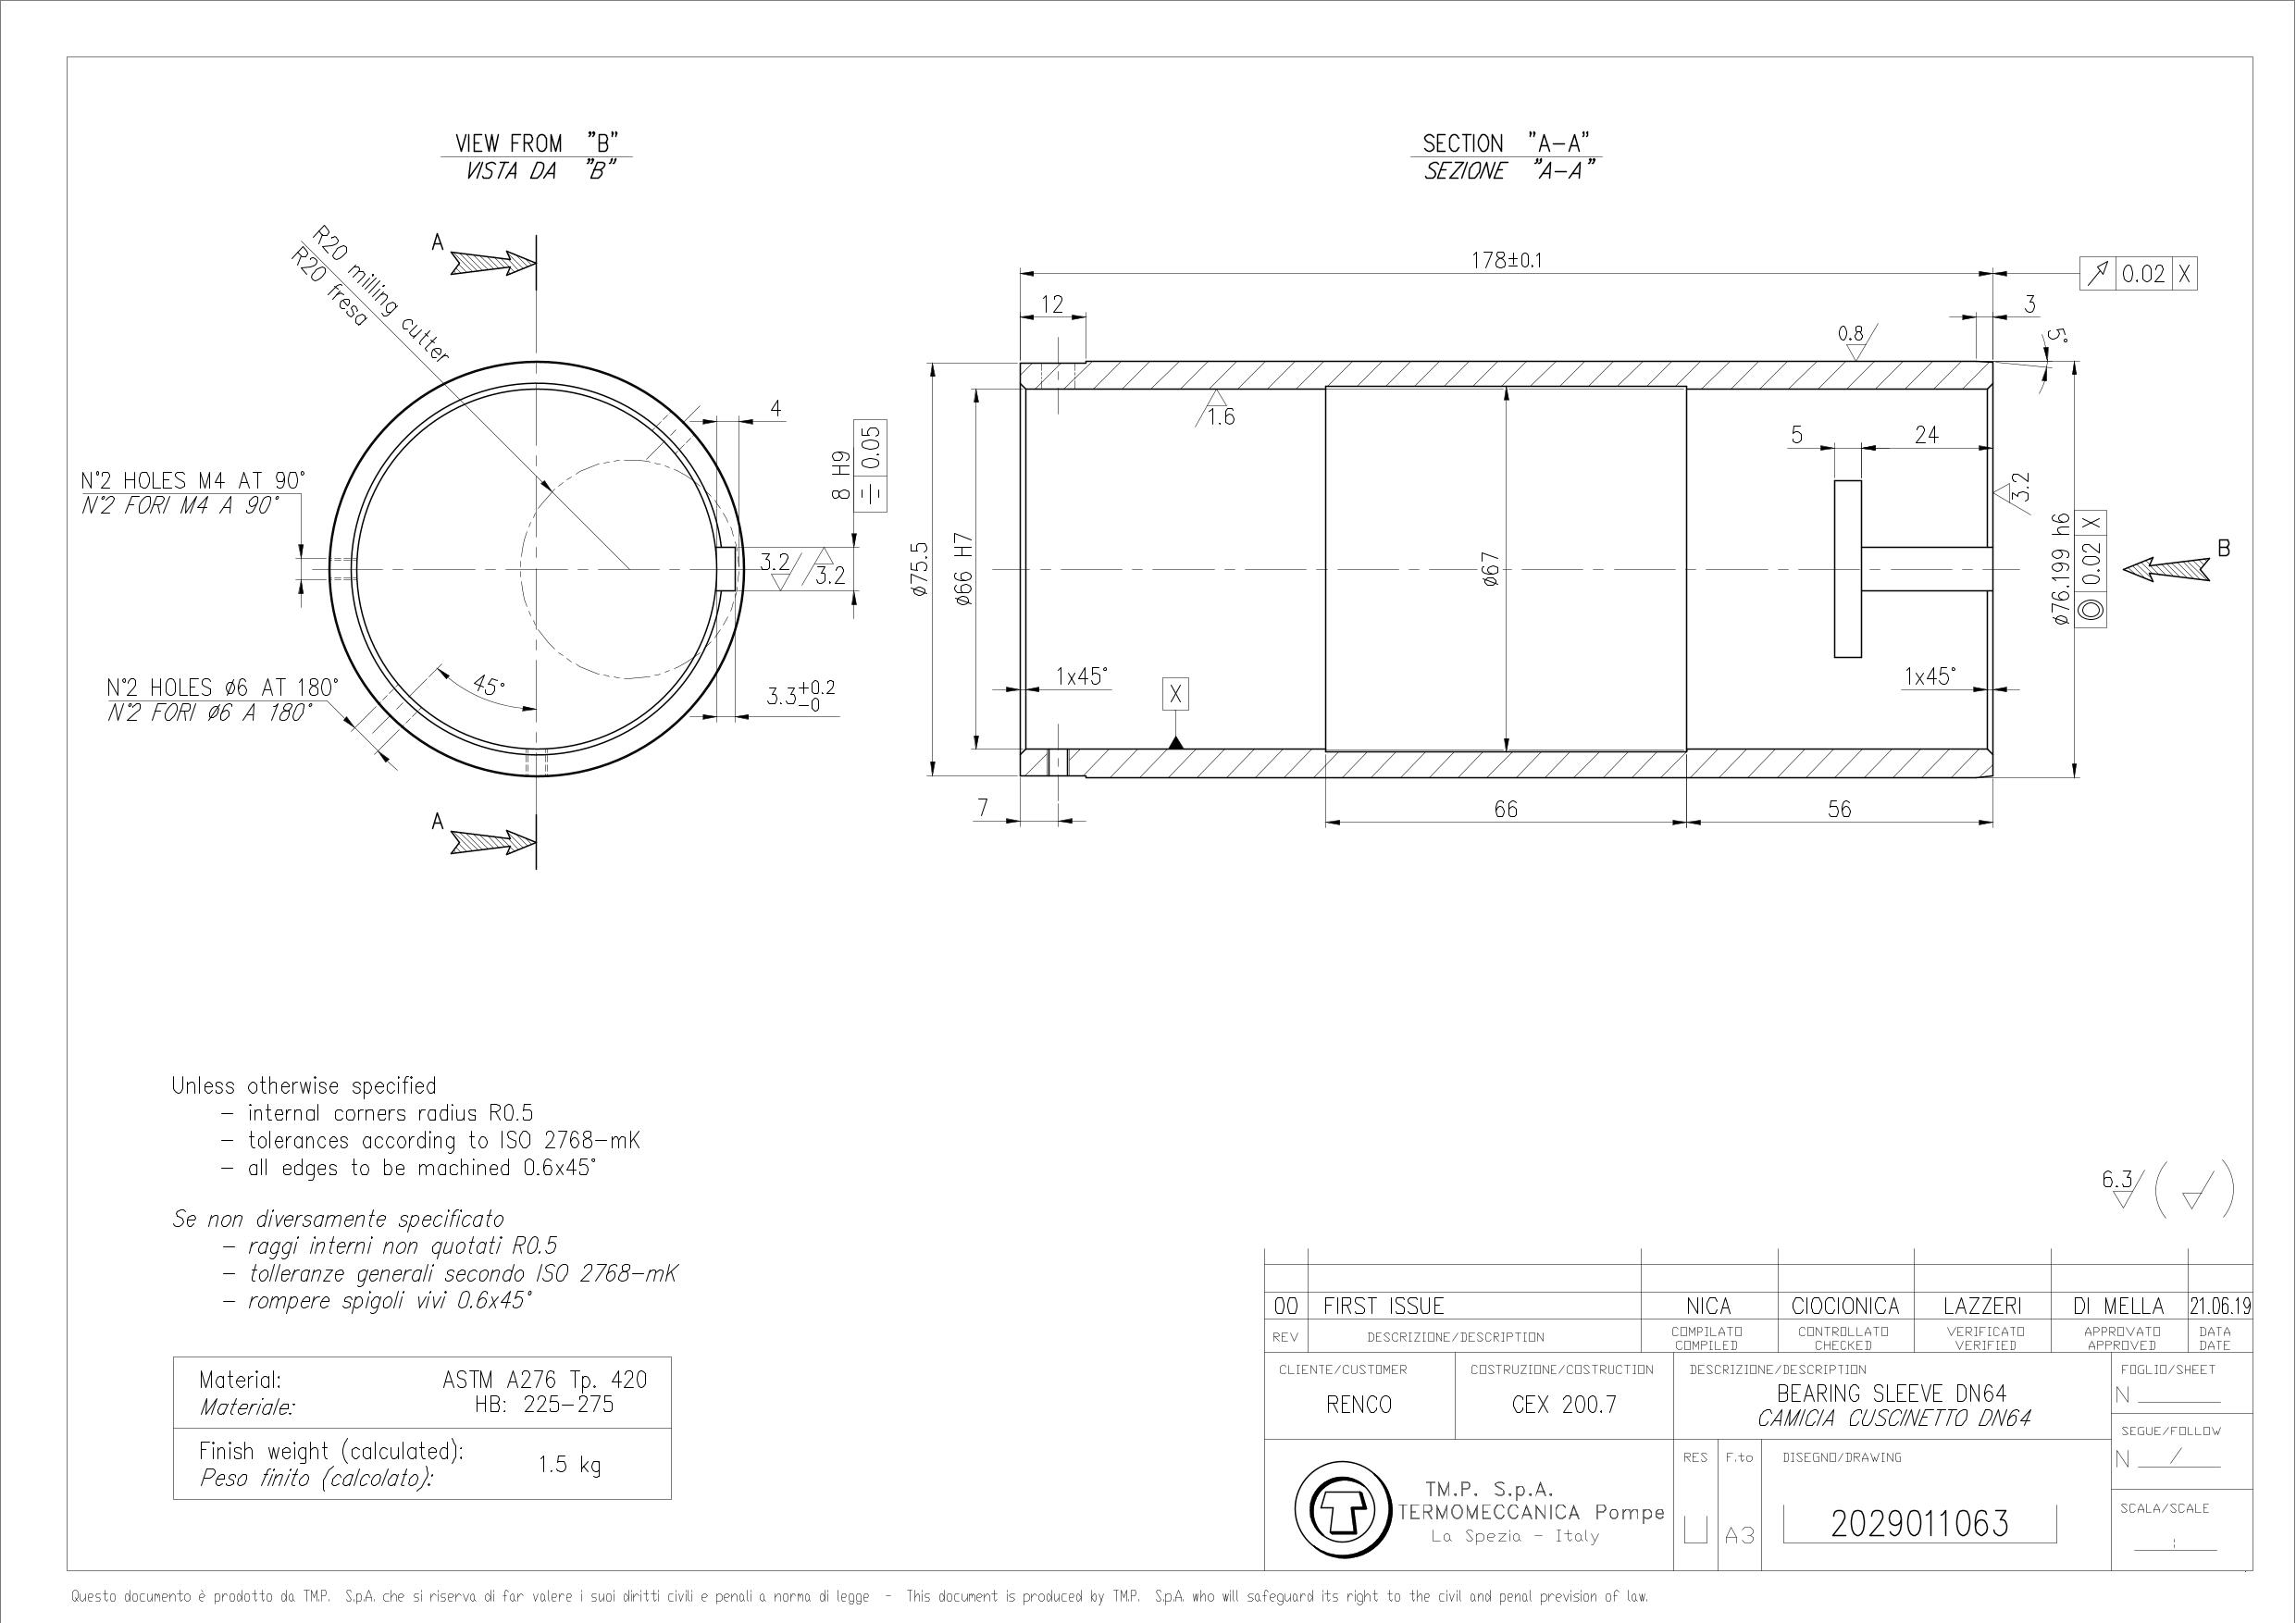 VIEW FROM "B"
VISTA DA "B"
SECTION "A-A"
SEZIONE "A-A"
R20 milling cutter
R20 fresa
A
A
4
8 H9
0.05
N°2 HOLES M4 AT 90°
N°2 FORI M4 A 90°
3.2
3.2
N°2 HOLES ø6 AT 180°
N°2 FORI ø6 A 180°
45°
3.3 +0.2 -0
178±0.1
0.02 X
12
3
5°
0.8
1.6
5
24
3.2
ø75.5
ø66 H7
ø67
ø76.199 h6
0.02 X
B
1x45°
X
1x45°
7
66
56
Unless otherwise specified
- internal corners radius R0.5
- tolerances according to ISO 2768-mK
- all edges to be machined 0.6x45°
Se non diversamente specificato
- raggi interni non quotati R0.5
- tolleranze generali secondo ISO 2768-mK
- rompere spigoli vivi 0.6x45°
Material: ASTM A276 Tp. 420
Materiale: HB: 225-275
Finish weight (calculated): 1.5 kg
Peso finito (calcolato):
6.3
00 FIRST ISSUE NICA CIOCIONICA LAZZERI DI MELLA 21.06.19
REV DESCRIZIONE/DESCRIPTION COMPILATO COMPILED CONTROLLATO CHECKED VERIFICATO VERIFIED APPROVATO APPROVED DATA DATE
CLIENTE/CUSTOMER COSTRUZIONE/COSTRUCTION DESCRIZIONE/DESCRIPTION FOGLIO/SHEET
RENCO CEX 200.7 BEARING SLEEVE DN64 N
CAMICIA CUSCINETTO DN64
SEGUE/FOLLOW
N /
RES F.to DISEGNO/DRAWING
T
TM.P. S.p.A.
TERMOMECCANICA Pompe
La Spezia - Italy
A3
2029011063
SCALA/SCALE
:
Questo documento è prodotto da TM.P. S.p.A. che si riserva di far valere i suoi diritti civili e penali a norma di legge - This document is produced by TM.P. S.p.A. who will safeguard its right to the civil and penal prevision of law.